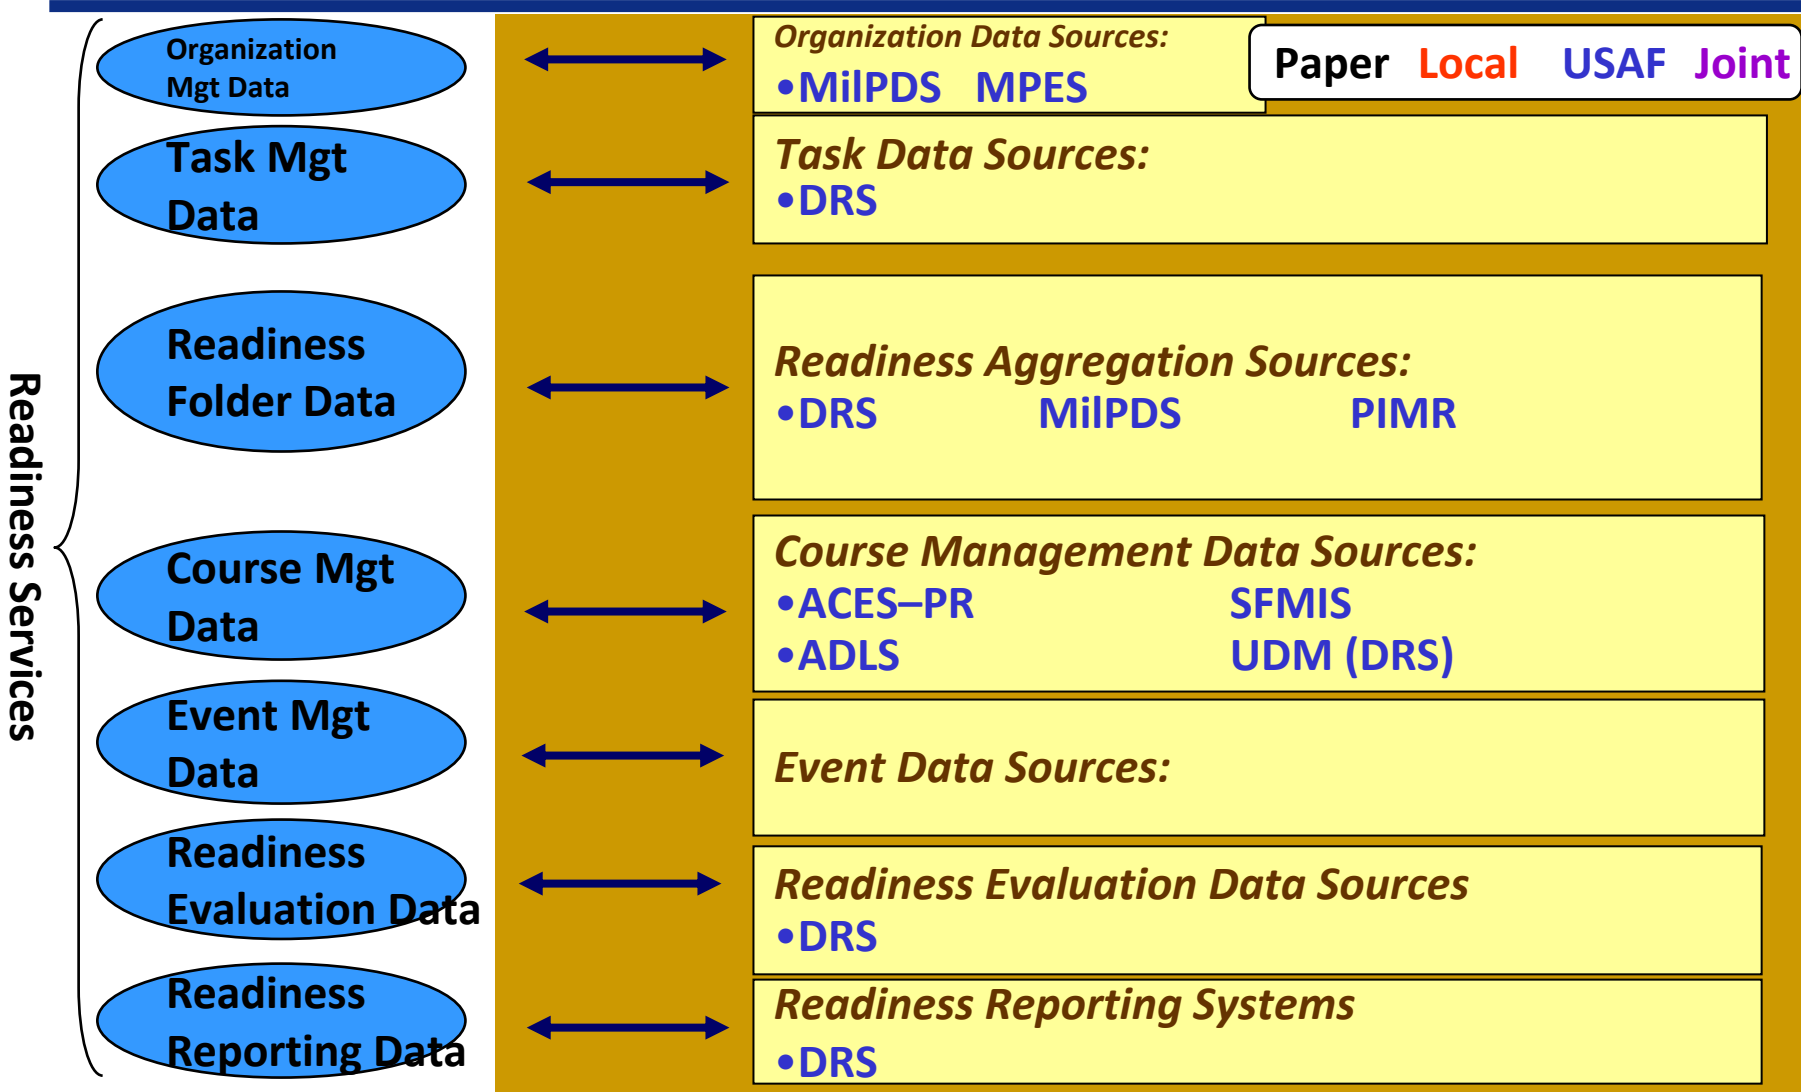 Readiness Services
Organization
Mgt Data
Organization Data Sources:
•MilPDS MPES
Paper Local USAF Joint
Task Mgt
Data
Task Data Sources:
•DRS
Readiness
Folder Data
Readiness Aggregation Sources:
•DRS MilPDS PIMR
Course Mgt
Data
Course Management Data Sources:
•ACES–PR SFMIS
•ADLS UDM (DRS)
Event Mgt
Data
Event Data Sources:
Readiness
Evaluation Data
Readiness Evaluation Data Sources
•DRS
Readiness
Reporting Data
Readiness Reporting Systems
•DRS